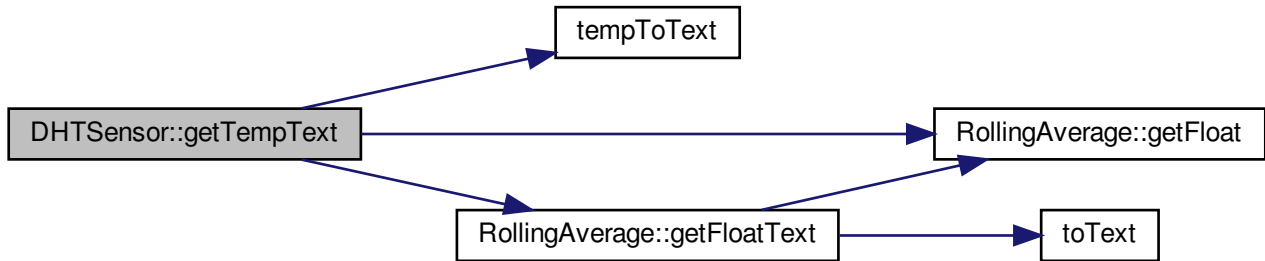 tempToText
DHTSensor::getTempText
RollingAverage::getFloat
RollingAverage::getFloatText
toText